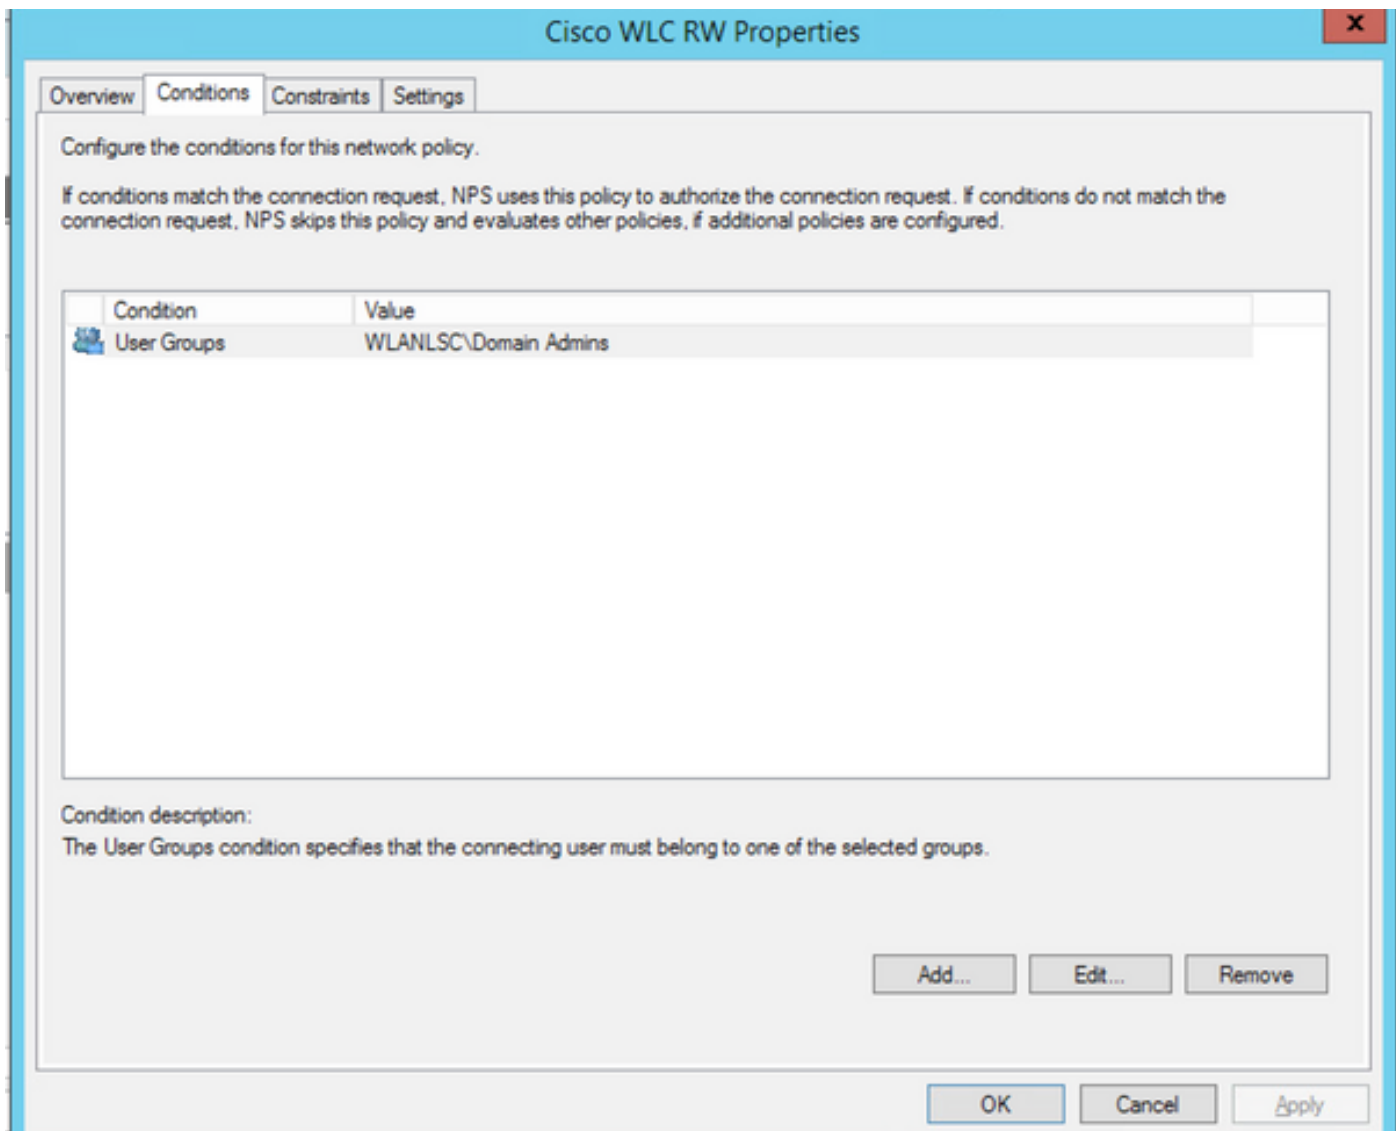 Cisco WLC RW Properties
x
Overview Conditions Constraints Settings
Configure the conditions for this network policy.
If conditions match the connection request, NPS uses this policy to authorize the connection request. If conditions do not match the
connection request, NPS skips this policy and evaluates other policies, if additional policies are configured.
Condition Value
User Groups WLANLSC\Domain Admins
Condition description:
The User Groups condition specifies that the connecting user must belong to one of the selected groups.
Add... Edit... Remove
OK Cancel Apply